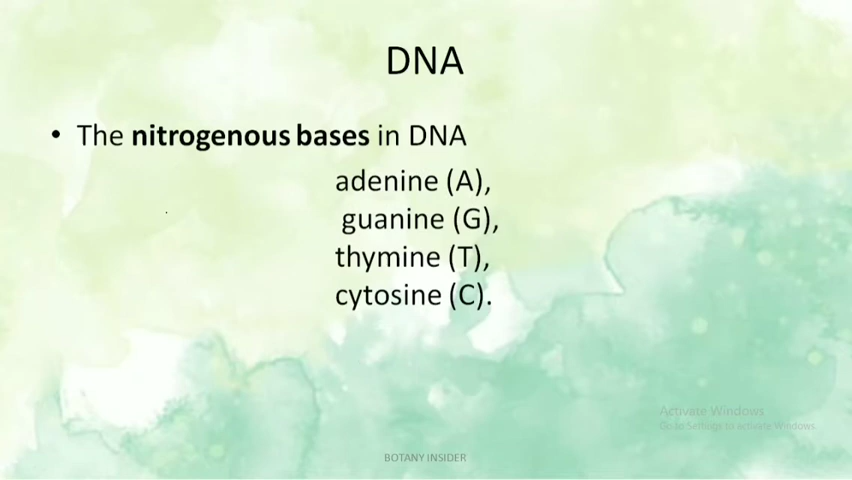 DNA
• The nitrogenous bases in DNA
adenine (A),
guanine (G),
thymine (T),
cytosine (C).
Activate Windows
Go to Settings to activate Windows.
BOTANY INSIDER